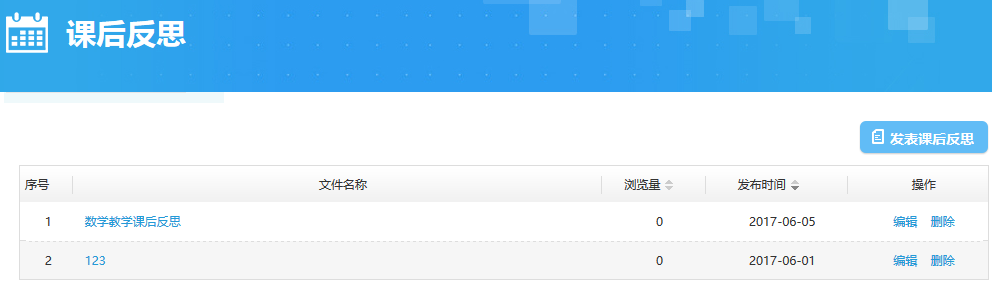 课后反思
发表课后反思
序号 文件名称 浏览量 发布时间 操作
1 数学教学课后反思 0 2017-06-05 编辑 删除
2 123 0 2017-06-01 编辑 删除